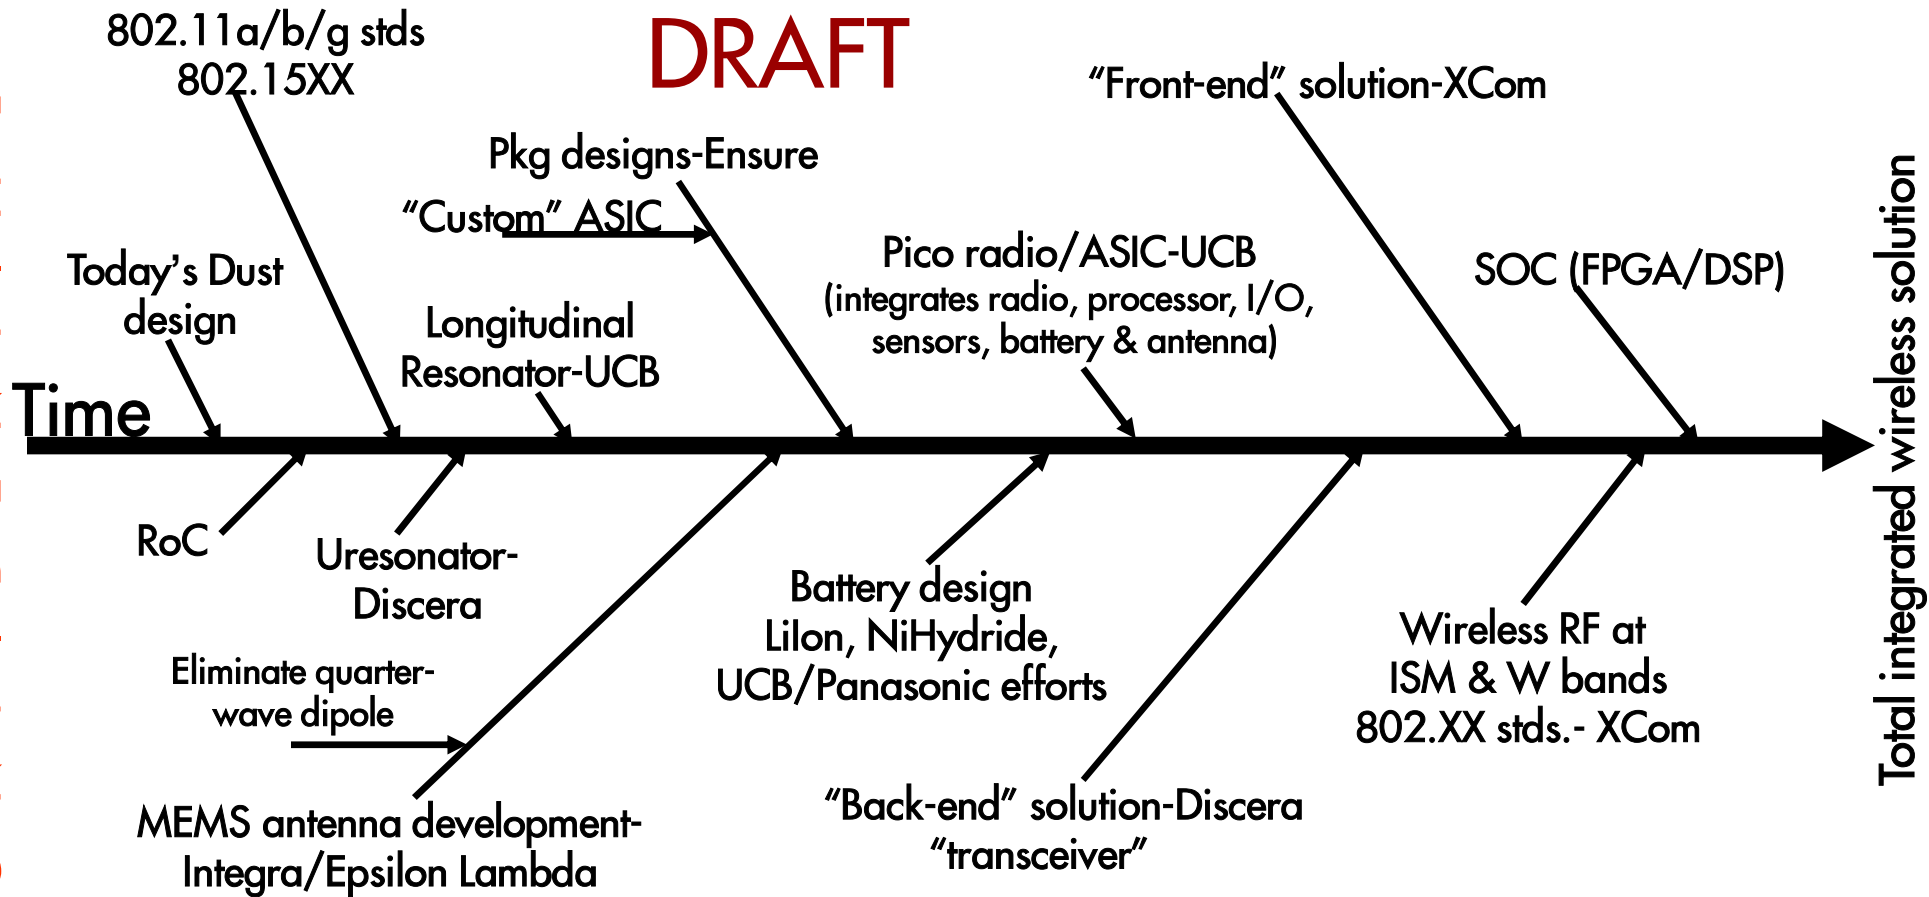 802.11a/b/g stds
802.15XX
DRAFT
"Front-end" solution-XCom
Pkg designs-Ensure
"Custom" ASIC
Today's Dust
design
Longitudinal
Resonator-UCB
Pico radio/ASIC-UCB
(integrates radio, processor, I/O,
sensors, battery & antenna)
SOC (FPGA/DSP)
Time
Total integrated wireless solution
RoC
Uresonator-
Discera
Eliminate quarter-
wave dipole
MEMS antenna development-
Integra/Epsilon Lambda
Battery design
LiIon, NiHydride,
UCB/Panasonic efforts
"Back-end" solution-Discera
"transceiver"
Wireless RF at
ISM & W bands
802.XX stds.- XCom